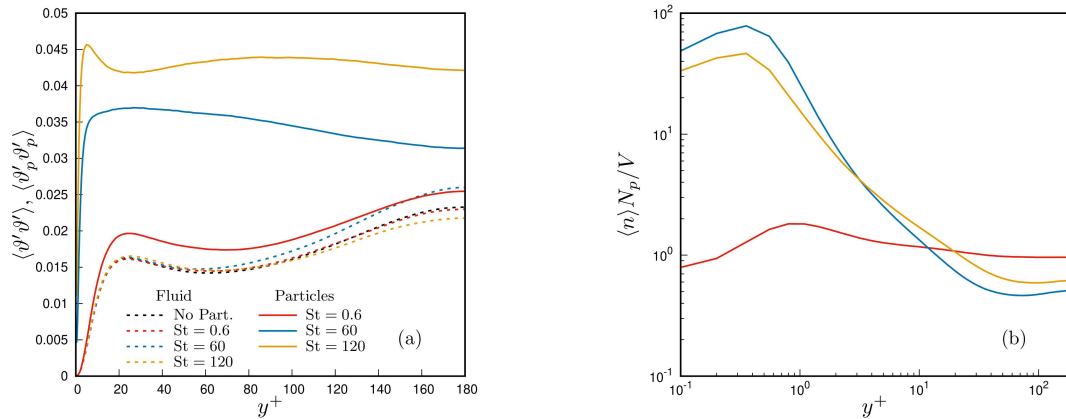 0.05
0.045
0.04
0.035
0.03
0.025
0.02
0.015
0.01
0.005
0
⟨ϑ′ϑ′⟩, ⟨ϑ′ₚϑ′ₚ⟩
Fluid Particles
No Part. St = 0.6
St = 0.6 St = 60
St = 60 St = 120
St = 120
(a)
0 20 40 60 80 100 120 140 160 180
y⁺
10²
10¹
10⁰
10⁻¹
⟨n⟩Nₚ/V
(b)
10⁻¹ 10⁰ 10¹ 10²
y⁺